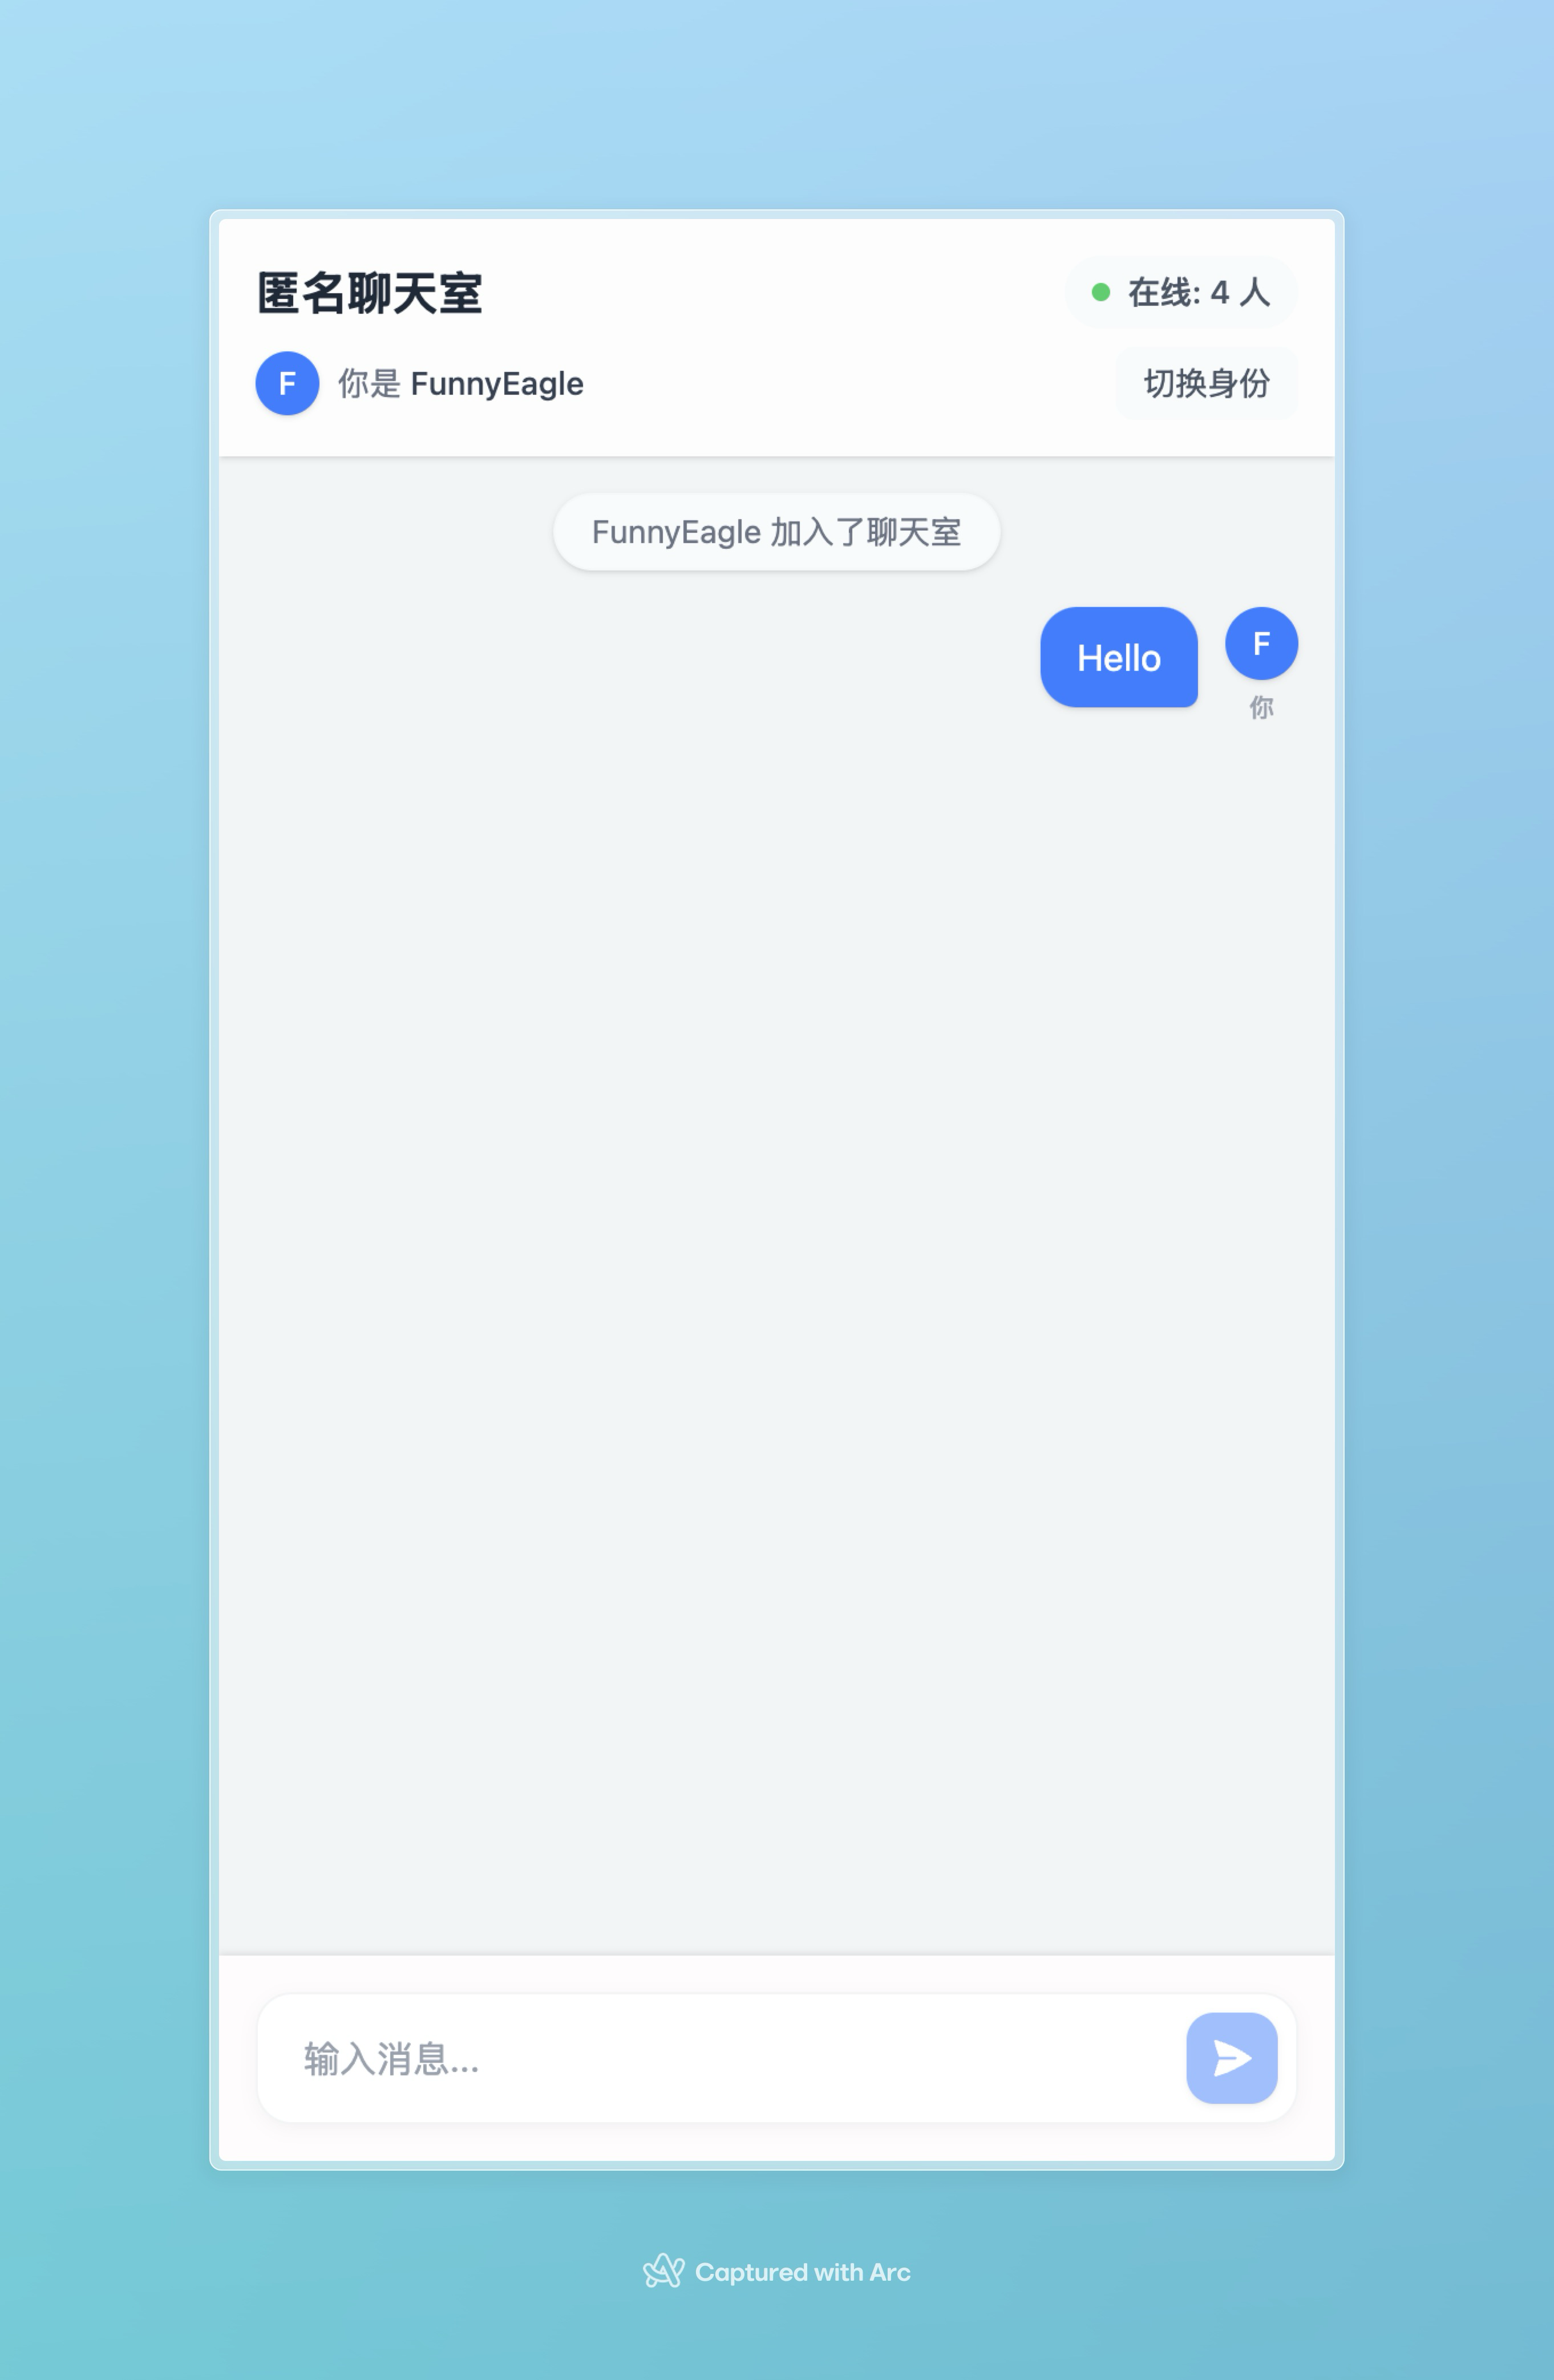 匿名聊天室
在线: 4 人
F 你是 FunnyEagle
切换身份
FunnyEagle 加入了聊天室
Hello
F
你
输入消息...
Captured with Arc